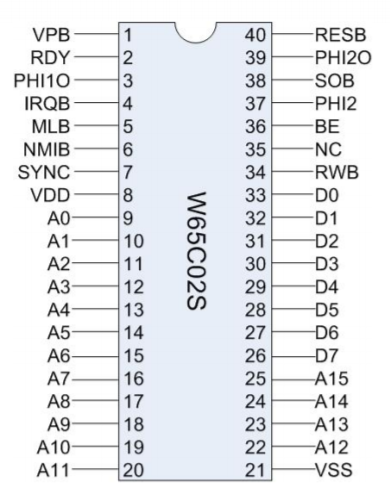 VPB 1 40 RESB
RDY 2 39 PHI2O
PHI1O 3 38 SOB
IRQB 4 37 PHI2
MLB 5 36 BE
NMIB 6 35 NC
SYNC 7 34 RWB
VDD 8 33 D0
A0 9 32 D1
A1 10 31 D2
A2 11 30 D3
A3 12 29 D4
A4 13 28 D5
A5 14 27 D6
A6 15 26 D7
A7 16 25 A15
A8 17 24 A14
A9 18 23 A13
A10 19 22 A12
A11 20 21 VSS
W65C02S